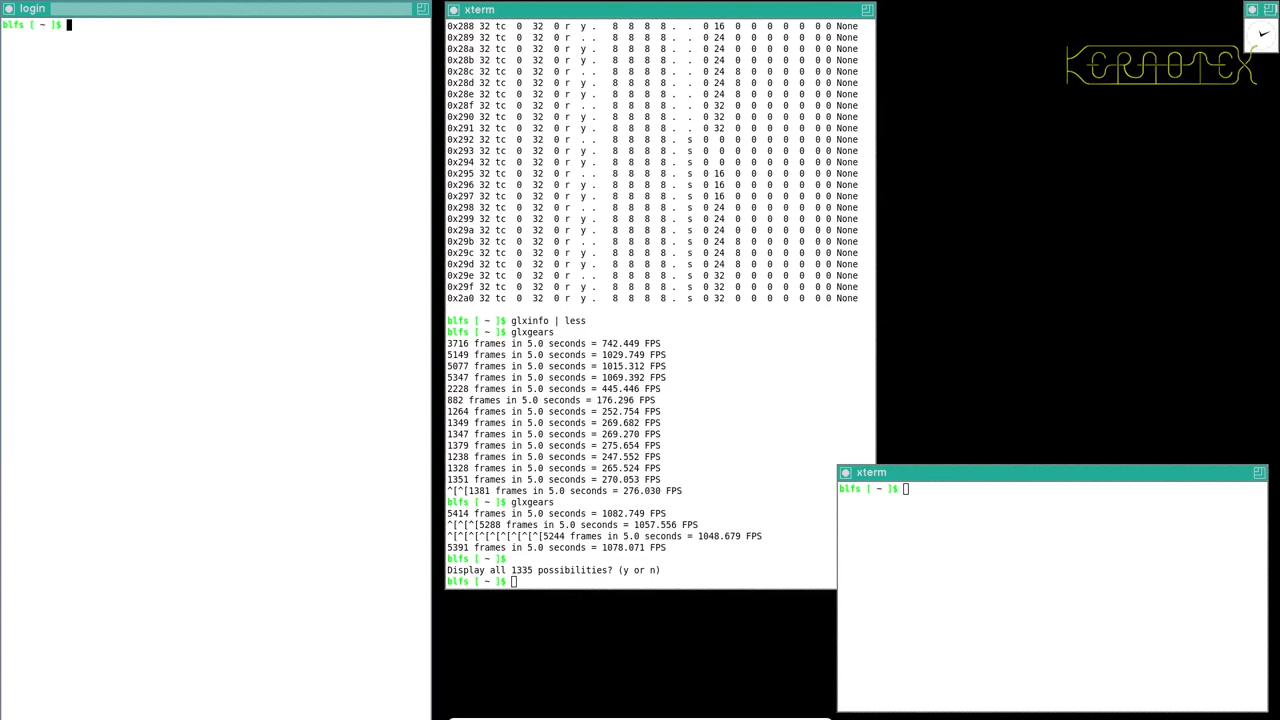 login
blfs [ ~ ]$
xterm
0x288 32 tc  0  32  0 r  y .   8  8  8  8 .  .  0 16  0  0  0  0  0  0 0 None
0x289 32 tc  0  32  0 r  . .   8  8  8  8 .  .  0 24  0  0  0  0  0  0 0 None
0x28a 32 tc  0  32  0 r  y .   8  8  8  8 .  .  0 24  0  0  0  0  0  0 0 None
0x28b 32 tc  0  32  0 r  y .   8  8  8  8 .  .  0 24  0  0  0  0  0  0 0 None
0x28c 32 tc  0  32  0 r  . .   8  8  8  8 .  .  0 24  8  0  0  0  0  0 0 None
0x28d 32 tc  0  32  0 r  y .   8  8  8  8 .  .  0 24  8  0  0  0  0  0 0 None
0x28e 32 tc  0  32  0 r  y .   8  8  8  8 .  .  0 24  8  0  0  0  0  0 0 None
0x28f 32 tc  0  32  0 r  . .   8  8  8  8 .  .  0 32  0  0  0  0  0  0 0 None
0x290 32 tc  0  32  0 r  y .   8  8  8  8 .  .  0 32  0  0  0  0  0  0 0 None
0x291 32 tc  0  32  0 r  y .   8  8  8  8 .  .  0 32  0  0  0  0  0  0 0 None
0x292 32 tc  0  32  0 r  . .   8  8  8  8 .  s  0  0  0  0  0  0  0  0 0 None
0x293 32 tc  0  32  0 r  y .   8  8  8  8 .  s  0  0  0  0  0  0  0  0 0 None
0x294 32 tc  0  32  0 r  y .   8  8  8  8 .  s  0  0  0  0  0  0  0  0 0 None
0x295 32 tc  0  32  0 r  . .   8  8  8  8 .  s  0 16  0  0  0  0  0  0 0 None
0x296 32 tc  0  32  0 r  y .   8  8  8  8 .  s  0 16  0  0  0  0  0  0 0 None
0x297 32 tc  0  32  0 r  y .   8  8  8  8 .  s  0 16  0  0  0  0  0  0 0 None
0x298 32 tc  0  32  0 r  . .   8  8  8  8 .  s  0 24  0  0  0  0  0  0 0 None
0x299 32 tc  0  32  0 r  y .   8  8  8  8 .  s  0 24  0  0  0  0  0  0 0 None
0x29a 32 tc  0  32  0 r  y .   8  8  8  8 .  s  0 24  0  0  0  0  0  0 0 None
0x29b 32 tc  0  32  0 r  . .   8  8  8  8 .  s  0 24  8  0  0  0  0  0 0 None
0x29c 32 tc  0  32  0 r  y .   8  8  8  8 .  s  0 24  8  0  0  0  0  0 0 None
0x29d 32 tc  0  32  0 r  y .   8  8  8  8 .  s  0 24  8  0  0  0  0  0 0 None
0x29e 32 tc  0  32  0 r  . .   8  8  8  8 .  s  0 32  0  0  0  0  0  0 0 None
0x29f 32 tc  0  32  0 r  y .   8  8  8  8 .  s  0 32  0  0  0  0  0  0 0 None
0x2a0 32 tc  0  32  0 r  y .   8  8  8  8 .  s  0 32  0  0  0  0  0  0 0 None
blfs [ ~ ]$ glxinfo | less
blfs [ ~ ]$ glxgears
3716 frames in 5.0 seconds = 742.449 FPS
5149 frames in 5.0 seconds = 1029.749 FPS
5077 frames in 5.0 seconds = 1015.312 FPS
5347 frames in 5.0 seconds = 1069.392 FPS
2228 frames in 5.0 seconds = 445.446 FPS
882 frames in 5.0 seconds = 176.296 FPS
1264 frames in 5.0 seconds = 252.754 FPS
1349 frames in 5.0 seconds = 269.682 FPS
1347 frames in 5.0 seconds = 269.270 FPS
1379 frames in 5.0 seconds = 275.654 FPS
1238 frames in 5.0 seconds = 247.552 FPS
1328 frames in 5.0 seconds = 265.524 FPS
1351 frames in 5.0 seconds = 270.053 FPS
^[^[1381 frames in 5.0 seconds = 276.030 FPS
blfs [ ~ ]$ glxgears
5414 frames in 5.0 seconds = 1082.749 FPS
^[^[^[5288 frames in 5.0 seconds = 1057.556 FPS
^[^[^[^[^[^[^[^[^[5244 frames in 5.0 seconds = 1048.679 FPS
5391 frames in 5.0 seconds = 1078.071 FPS
blfs [ ~ ]$
Display all 1335 possibilities? (y or n)
blfs [ ~ ]$
KERAOTEX
xterm
blfs [ ~ ]$